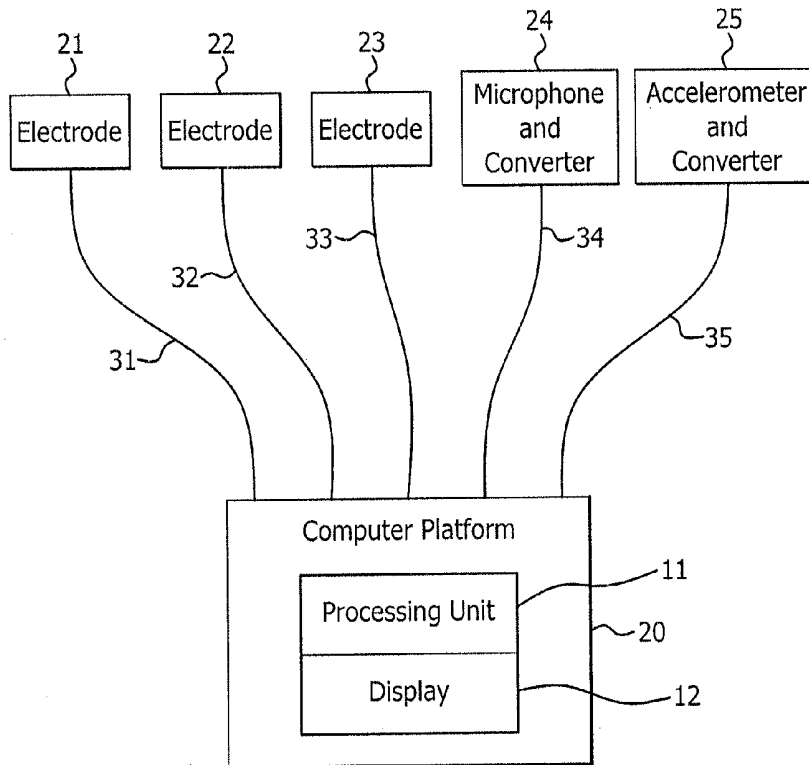 21
22
23
24
25
Electrode
Electrode
Electrode
Microphone
and
Converter
Accelerometer
and
Converter
31
32
33
34
35
Computer Platform
Processing Unit
Display
11
20
12